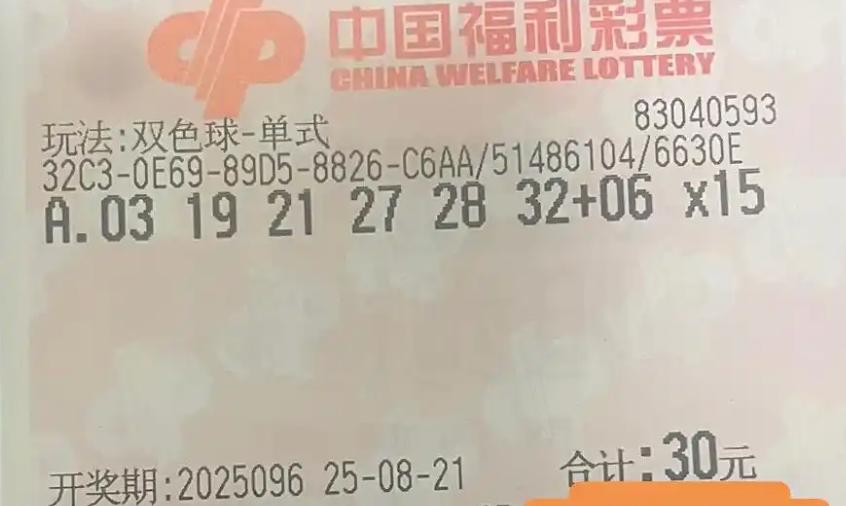 中国福利彩票
CHINA WELFARE LOTTERY
83040593
玩法:双色球-单式
32C3-0E69-89D5-8826-C6AA/51486104/6630E
A.03 19 21 27 28 32+06 x15
开奖期:2025096 25-08-21 合计:30元